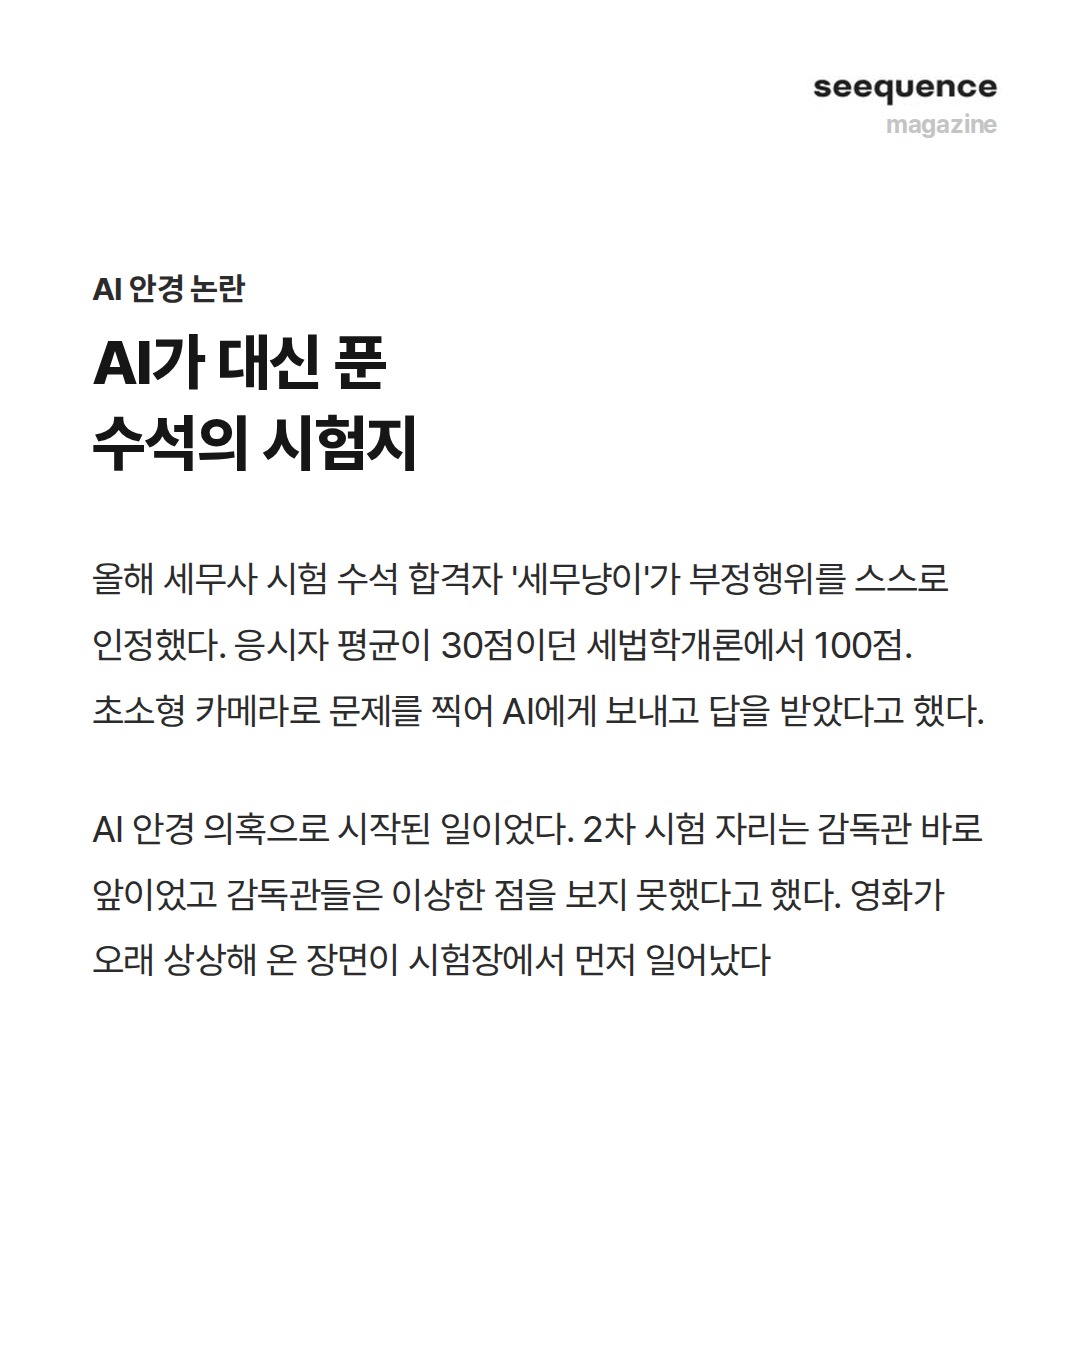 seequence
magazine
AI 안경 논란
AI가 대신 푼
수석의 시험지
올해 세무사 시험 수석 합격자 '세무냥이'가 부정행위를 스스로
인정했다. 응시자 평균이 30점이던 세법학개론에서 100점.
초소형 카메라로 문제를 찍어 AI에게 보내고 답을 받았다고 했다.
AI 안경 의혹으로 시작된 일이었다. 2차 시험 자리는 감독관 바로
앞이었고 감독관들은 이상한 점을 보지 못했다고 했다. 영화가
오래 상상해 온 장면이 시험장에서 먼저 일어났다